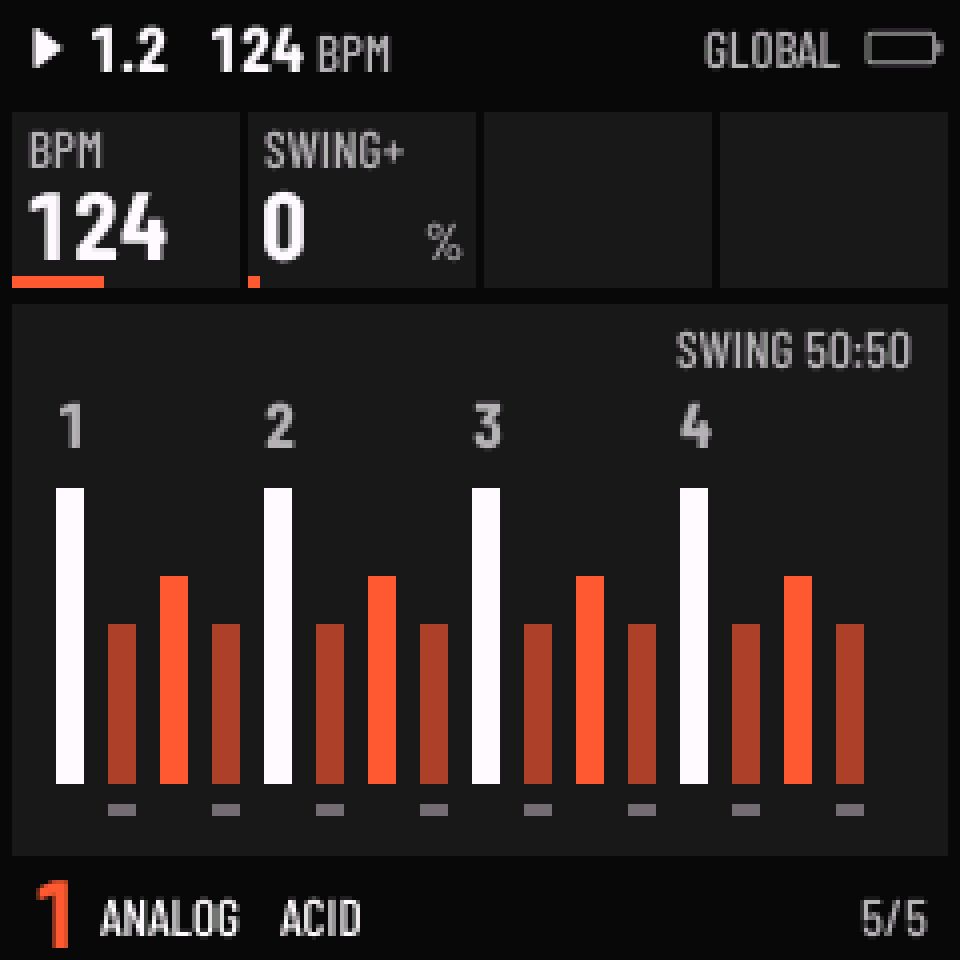 1.2 124 BPM GLOBAL
BPM SWING+
124 0 %
SWING 50:50
1 2 3 4
1 ANALOG ACID 5/5